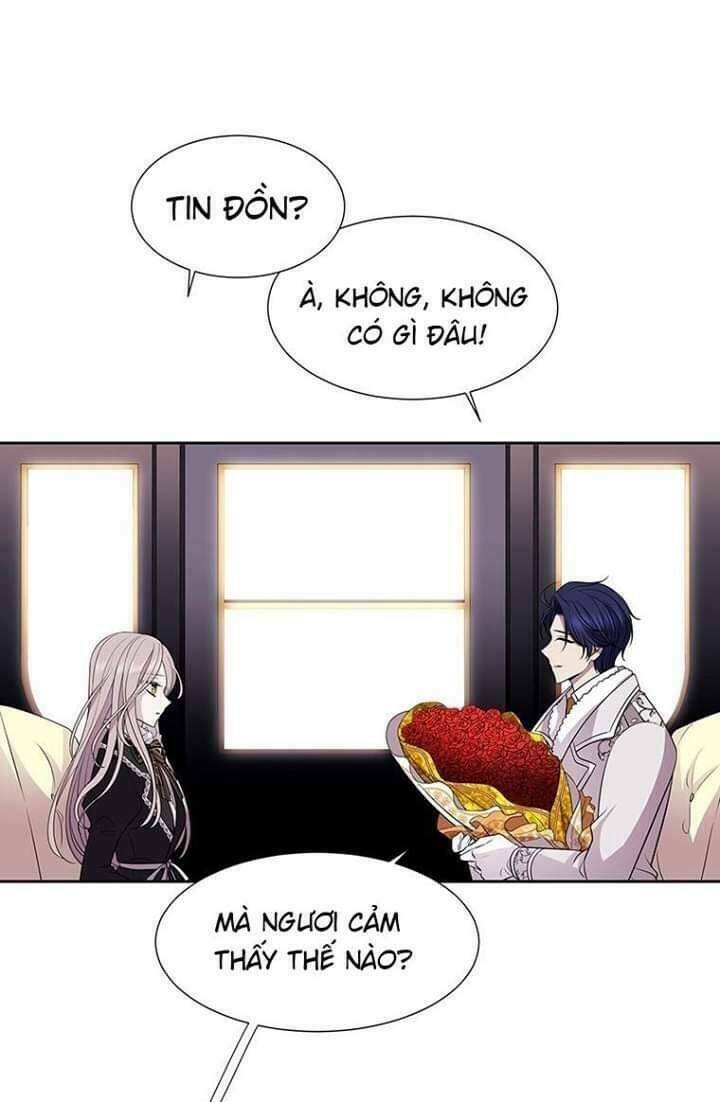 TIN ĐỒN?
À, KHÔNG, KHÔNG
CÓ GÌ ĐÂU!
MÀ NGƯƠI CẢM
THẤY THẾ NÀO?